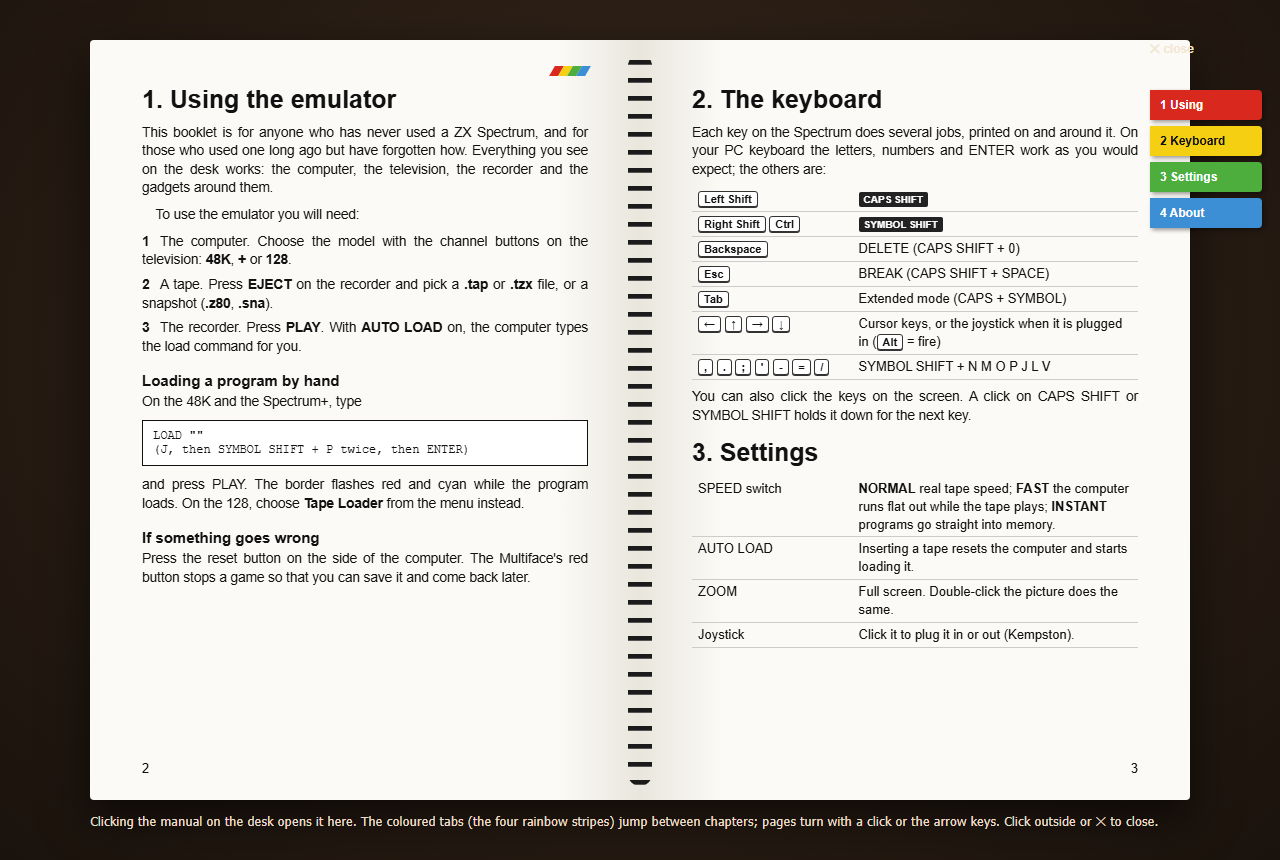 ✕ close
1. Using the emulator
This booklet is for anyone who has never used a ZX Spectrum, and for
those who used one long ago but have forgotten how. Everything you see
on the desk works: the computer, the television, the recorder and the
gadgets around them.
To use the emulator you will need:
1 The computer. Choose the model with the channel buttons on the
television: 48K, + or 128.
2 A tape. Press EJECT on the recorder and pick a .tap or .tzx file, or a
snapshot (.z80, .sna).
3 The recorder. Press PLAY. With AUTO LOAD on, the computer types
the load command for you.
Loading a program by hand
On the 48K and the Spectrum+, type
LOAD ""
(J, then SYMBOL SHIFT + P twice, then ENTER)
and press PLAY. The border flashes red and cyan while the program
loads. On the 128, choose Tape Loader from the menu instead.
If something goes wrong
Press the reset button on the side of the computer. The Multiface's red
button stops a game so that you can save it and come back later.
2
2. The keyboard
Each key on the Spectrum does several jobs, printed on and around it. On
your PC keyboard the letters, numbers and ENTER work as you would
expect; the others are:
Left Shift CAPS SHIFT
Right Shift Ctrl SYMBOL SHIFT
Backspace DELETE (CAPS SHIFT + 0)
Esc BREAK (CAPS SHIFT + SPACE)
Tab Extended mode (CAPS + SYMBOL)
← ↑ → ↓ Cursor keys, or the joystick when it is plugged
in (Alt = fire)
, . ; ' - = / SYMBOL SHIFT + N M O P J L V
You can also click the keys on the screen. A click on CAPS SHIFT or
SYMBOL SHIFT holds it down for the next key.
3. Settings
SPEED switch NORMAL real tape speed; FAST the computer
runs flat out while the tape plays; INSTANT
programs go straight into memory.
AUTO LOAD Inserting a tape resets the computer and starts
loading it.
ZOOM Full screen. Double-click the picture does the
same.
Joystick Click it to plug it in or out (Kempston).
3
1 Using
2 Keyboard
3 Settings
4 About
Clicking the manual on the desk opens it here. The coloured tabs (the four rainbow stripes) jump between chapters; pages turn with a click or the arrow keys. Click outside or ✕ to close.